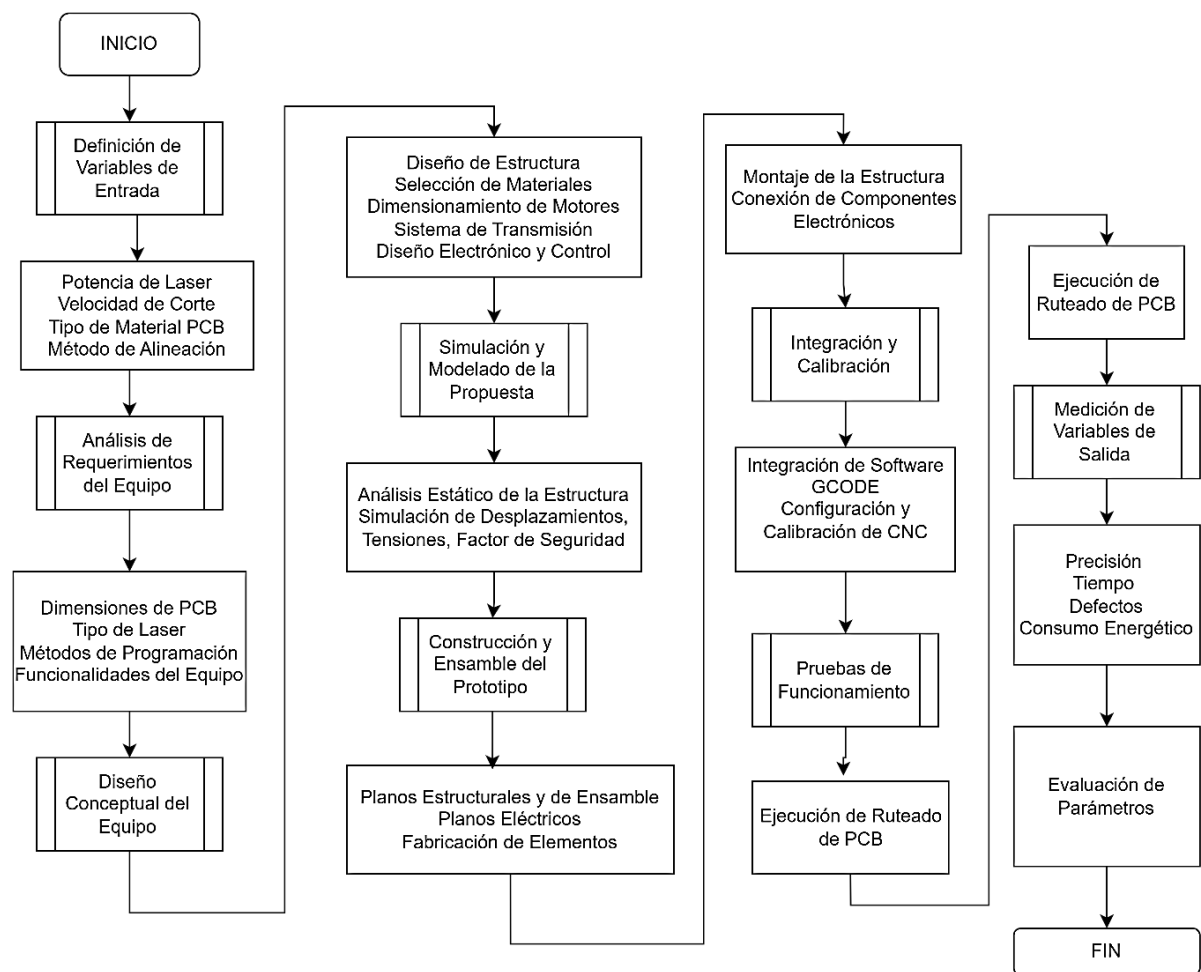 INICIO
Definición de
Variables de
Entrada
Potencia de Laser
Velocidad de Corte
Tipo de Material PCB
Método de Alineación
Análisis de
Requerimientos
del Equipo
Dimensiones de PCB
Tipo de Laser
Métodos de Programación
Funcionalidades del Equipo
Diseño
Conceptual del
Equipo
Diseño de Estructura
Selección de Materiales
Dimensionamiento de Motores
Sistema de Transmisión
Diseño Electrónico y Control
Simulación y
Modelado de la
Propuesta
Análisis Estático de la Estructura
Simulación de Desplazamientos,
Tensiones, Factor de Seguridad
Construcción y
Ensamble del
Prototipo
Planos Estructurales y de Ensamble
Planos Eléctricos
Fabricación de Elementos
Montaje de la Estructura
Conexión de Componentes
Electrónicos
Integración y
Calibración
Integración de Software
GCODE
Configuración y
Calibración de CNC
Pruebas de
Funcionamiento
Ejecución de Ruteado
de PCB
Ejecución de
Ruteado de PCB
Medición de
Variables de
Salida
Precisión
Tiempo
Defectos
Consumo Energético
Evaluación de
Parámetros
FIN